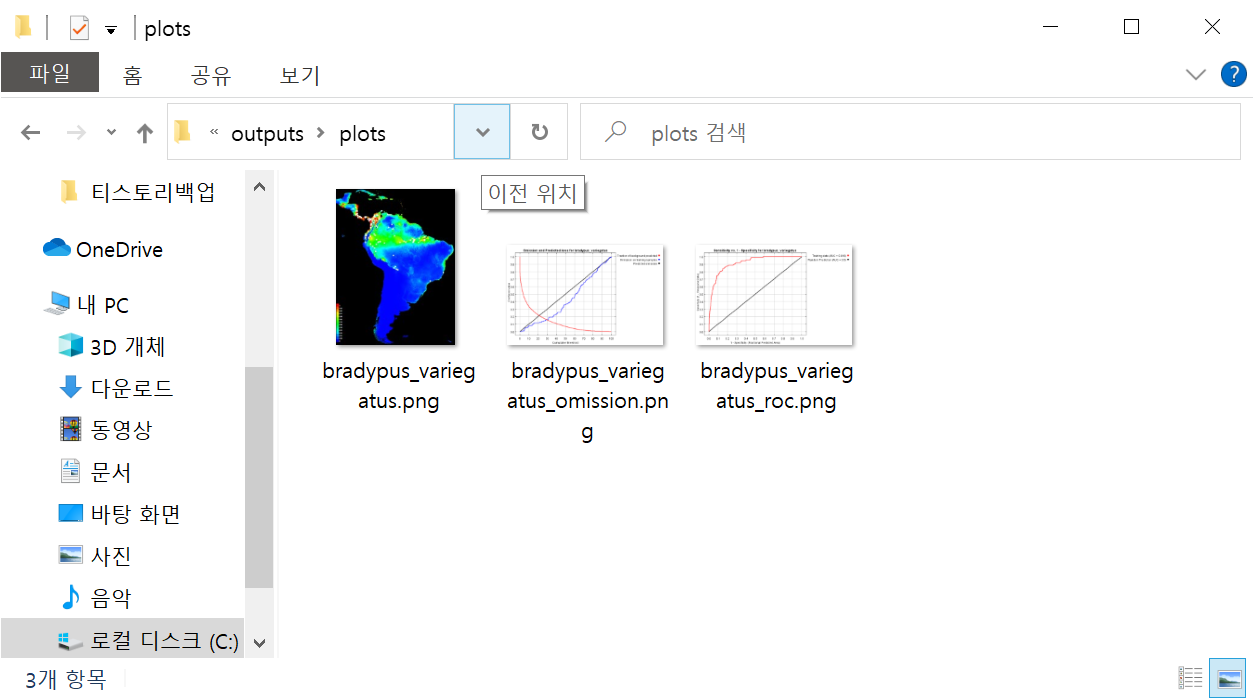 plots
파일 홈 공유 보기
« outputs > plots
plots 검색
이전 위치
티스토리백업
OneDrive
내 PC
3D 개체
다운로드
동영상
문서
바탕 화면
사진
음악
로컬 디스크 (C:)
bradypus_varieg
atus.png
bradypus_varieg
atus_omission.pn
g
bradypus_varieg
atus_roc.png
3개 항목